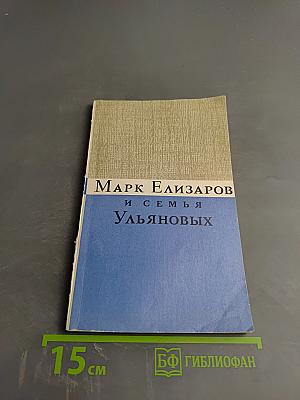 Марк Елизаров
и семья
Ульяновых
15 см
БФ ГИБЛИОФАН